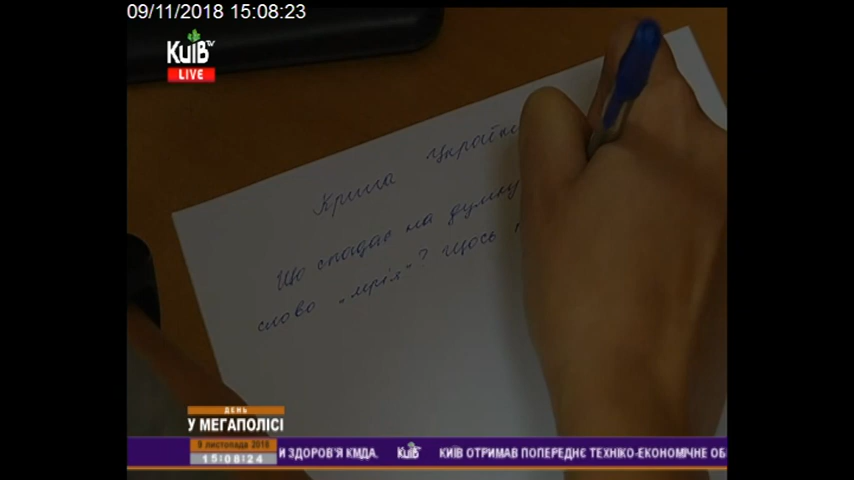 09/11/2018 15:08:23
КиїВ TV
LIVE
Крила Україн
Що спадає на думку
слово „мрія"? Щось
ДЕНЬ
У МЕГАПОЛІСІ
9 листопада 2018
15:08:24
И ЗДОРОВ'Я КМДА. КиїВ КИЇВ ОТРИМАВ ПОПЕРЕДНЄ ТЕХНІКО-ЕКОНОМІЧНЕ ОБ